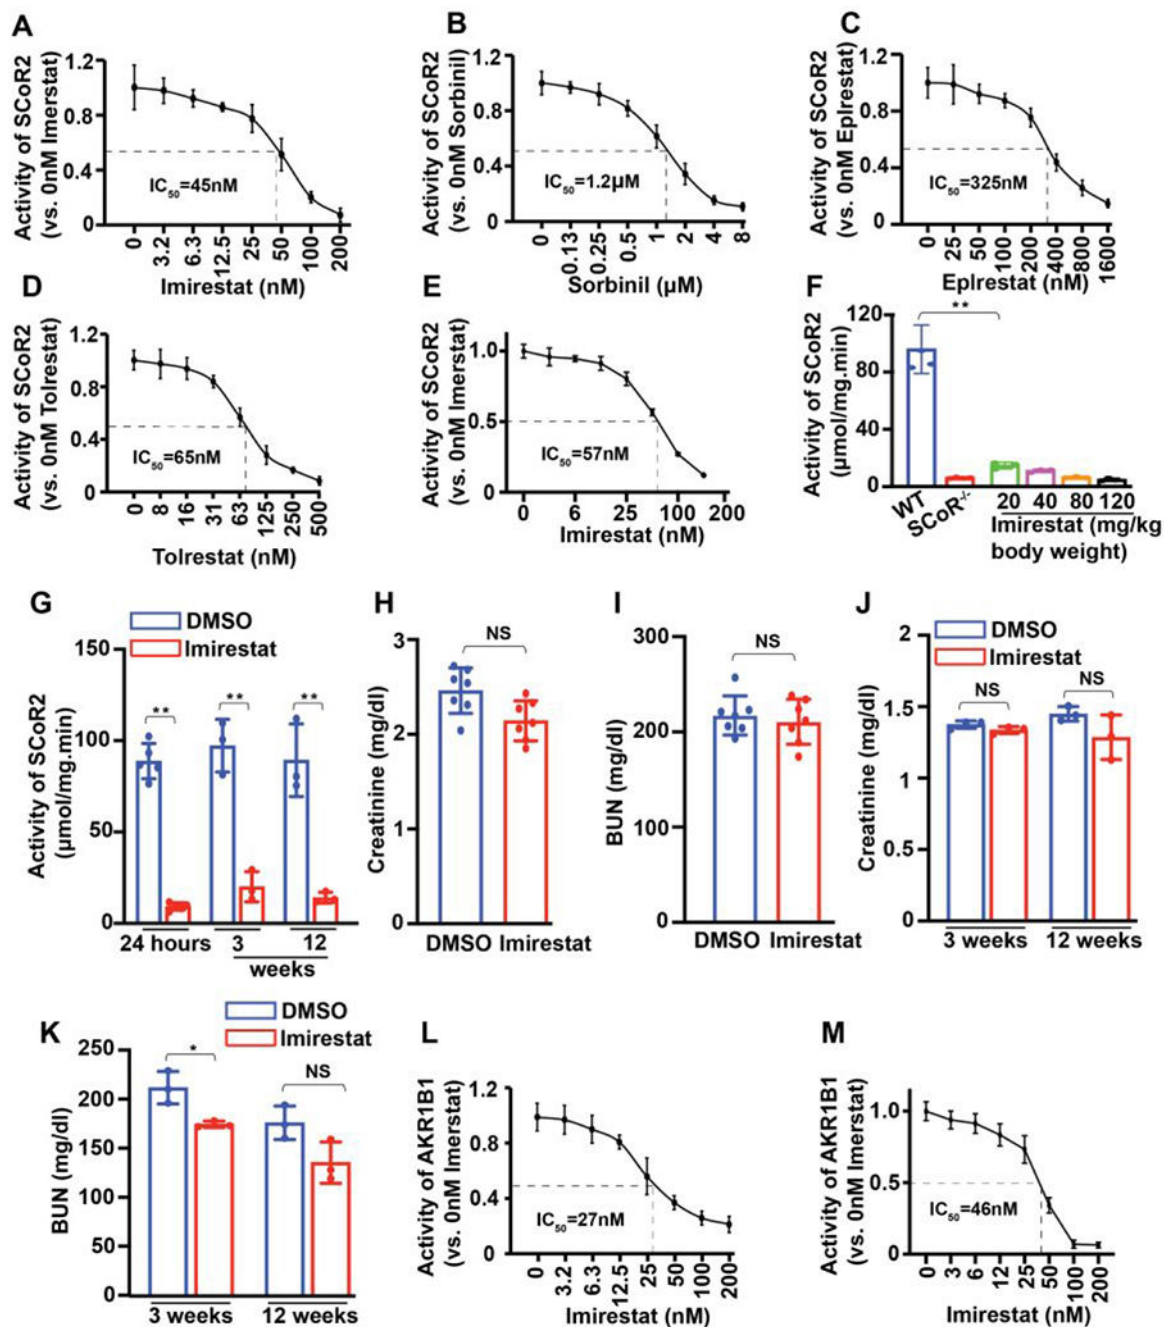 A
Activity of SCoR2
(vs. 0nM Imerstat)
1.2
0.8
0.4
0
IC50=45nM
0 3.2 6.3 12.5 25 50 100 200
Imirestat (nM)
B
Activity of SCoR2
(vs. 0nM Sorbinil)
1.2
0.8
0.4
0
IC50=1.2µM
0 0.13 0.25 0.5 1 2 4 8
Sorbinil (µM)
C
Activity of SCoR2
(vs. 0nM Eplrestat)
1.2
0.8
0.4
0
IC50=325nM
0 25 50 100 200 400 800 1600
Eplrestat (nM)
D
Activity of SCoR2
(vs. 0nM Tolrestat)
1.2
0.8
0.4
0
IC50=65nM
0 8 16 31 63 125 250 500
Tolrestat (nM)
E
Activity of SCoR2
(vs. 0nM Imerstat)
1.0
0.5
0
IC50=57nM
0 6 25 100 200
Imirestat (nM)
F
Activity of SCoR2
(µmol/mg.min)
120
80
40
0
**
WT SCoR-/- 20 40 80 120
Imirestat (mg/kg
body weight)
G
DMSO
Imirestat
Activity of SCoR2
(µmol/mg.min)
150
100
50
0
** ** **
24 hours 3 12
weeks
H
Creatinine (mg/dl)
3
2
1
0
NS
DMSO Imirestat
I
BUN (mg/dl)
300
200
100
0
NS
DMSO Imirestat
J
DMSO
Imirestat
Creatinine (mg/dl)
2
1.5
1
0.5
0
NS NS
3 weeks 12 weeks
K
DMSO
Imirestat
BUN (mg/dl)
250
200
150
100
50
0
* NS
3 weeks 12 weeks
L
Activity of AKR1B1
(vs. 0nM Imerstat)
1.2
0.8
0.4
0
IC50=27nM
0 3.2 6.3 12.5 25 50 100 200
Imirestat (nM)
M
Activity of AKR1B1
(vs. 0nM Imerstat)
1.0
0.5
0
IC50=46nM
0 3 6 12 25 50 100 200
Imirestat (nM)